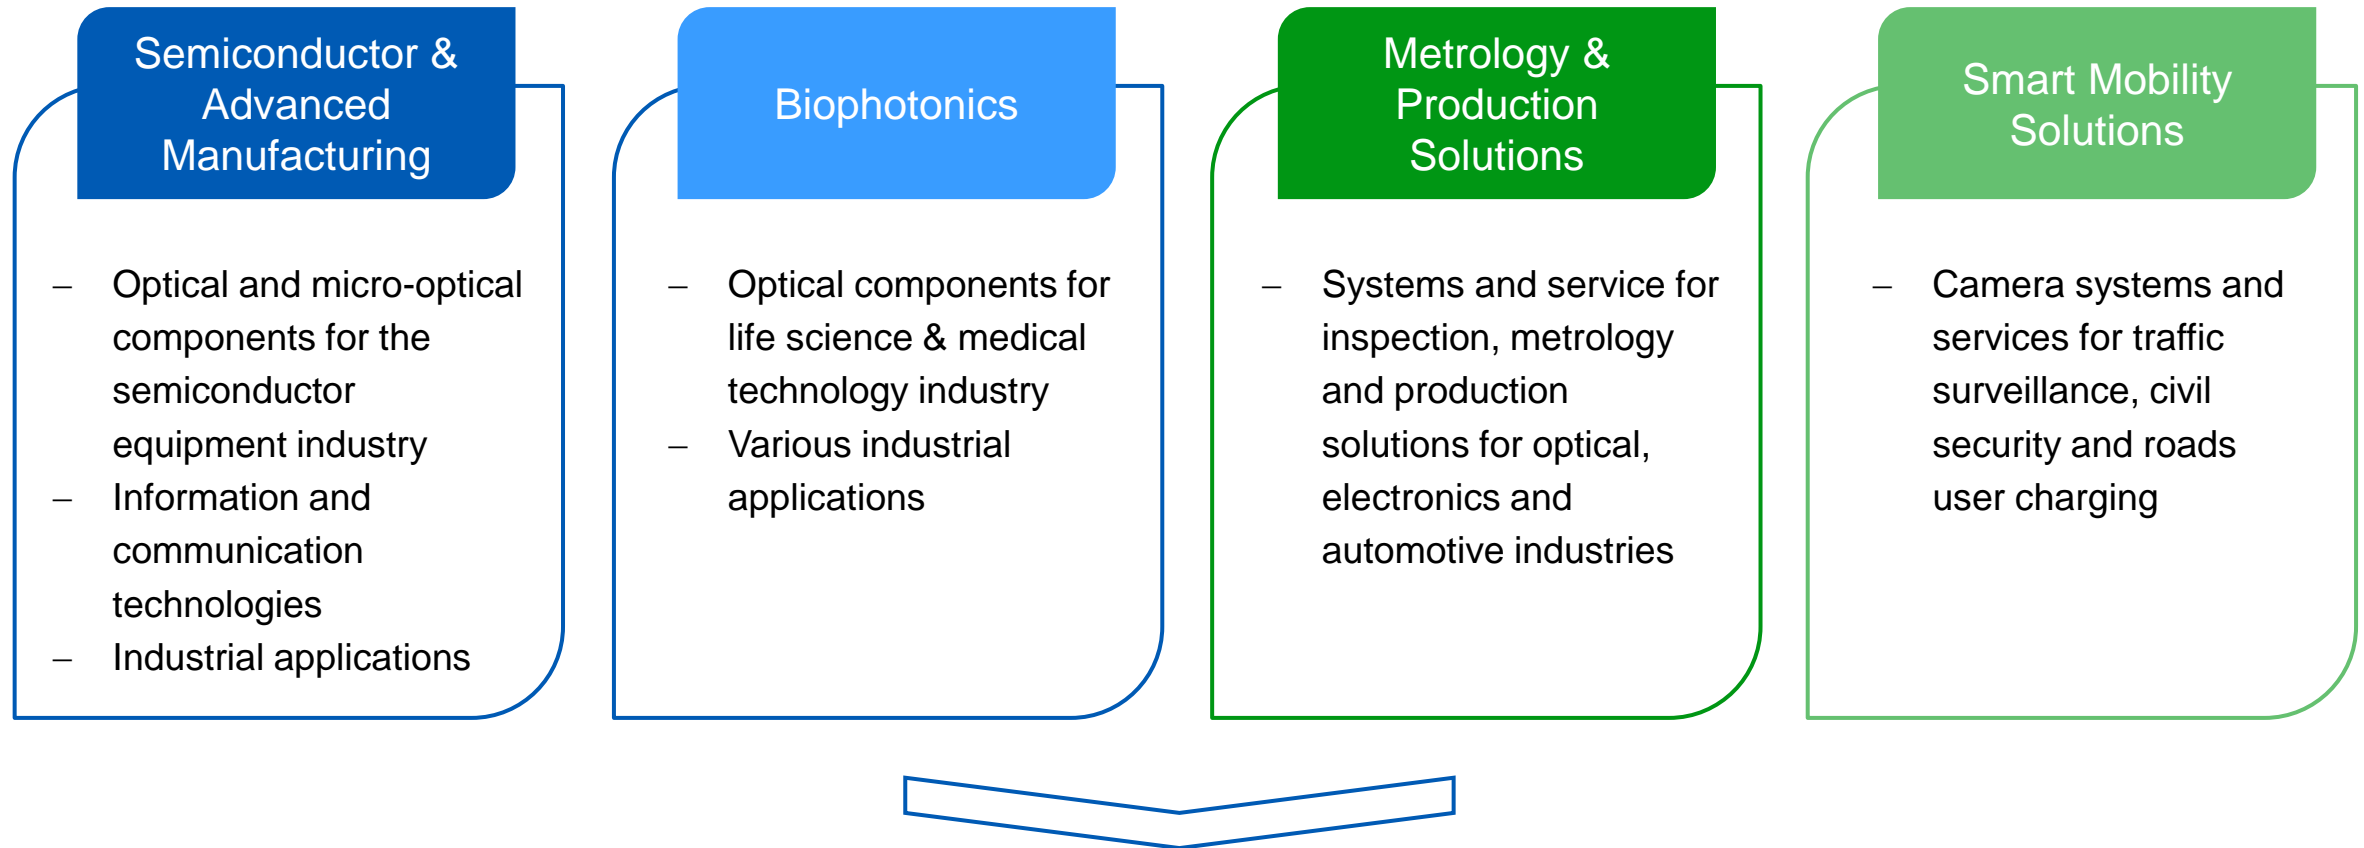 Semiconductor &
Advanced
Manufacturing
– Optical and micro-optical
components for the
semiconductor
equipment industry
– Information and
communication
technologies
– Industrial applications
Biophotonics
– Optical components for
life science & medical
technology industry
– Various industrial
applications
Metrology &
Production
Solutions
– Systems and service for
inspection, metrology
and production
solutions for optical,
electronics and
automotive industries
Smart Mobility
Solutions
– Camera systems and
services for traffic
surveillance, civil
security and roads
user charging